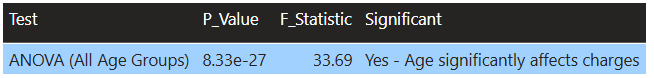 Test P_Value F_Statistic Significant
ANOVA (All Age Groups) 8.33e-27 33.69 Yes - Age significantly affects charges